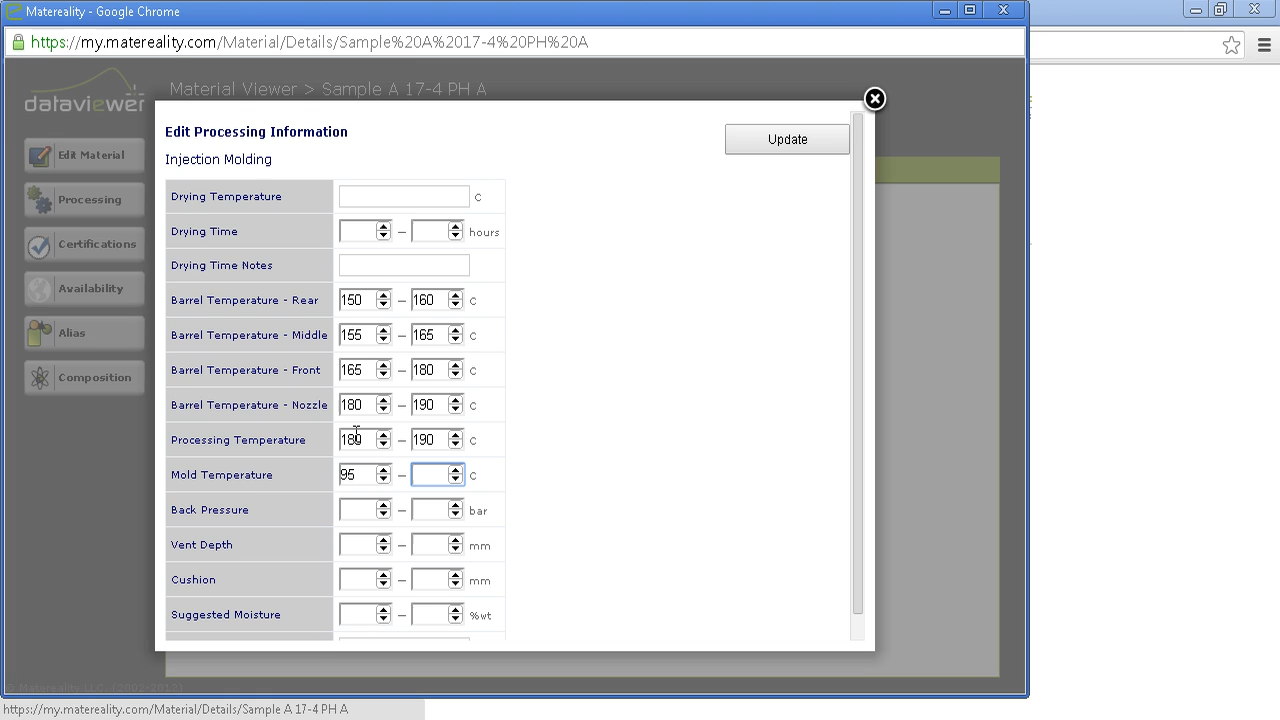 Matereality - Google Chrome
https://my.matereality.com/Material/Details/Sample%20A%2017-4%20PH%20A
dataviewer
Material Viewer > Sample A 17-4 PH A
Edit Material
Processing
Certifications
Availability
Alias
Composition
Edit Processing Information
Update
Injection Molding
Drying Temperature C
Drying Time – hours
Drying Time Notes
Barrel Temperature - Rear 150 – 160 C
Barrel Temperature - Middle 155 – 165 C
Barrel Temperature - Front 165 – 180 C
Barrel Temperature - Nozzle 180 – 190 C
Processing Temperature 180 – 190 C
Mold Temperature 95 – C
Back Pressure – bar
Vent Depth – mm
Cushion – mm
Suggested Moisture – %wt
https://my.matereality.com/Material/Details/Sample A 17-4 PH A